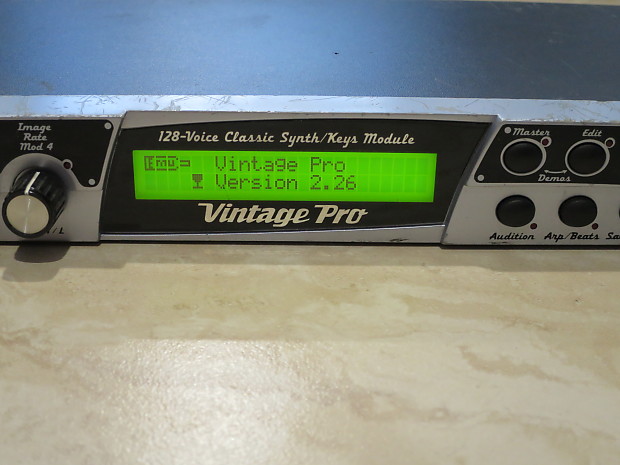 Image
Rate
Mod 4
/L
128-Voice Classic Synth/Keys Module
E-mu Vintage Pro
Version 2.26
Vintage Pro
Master
Edit
Demos
Audition
Arp/Beats